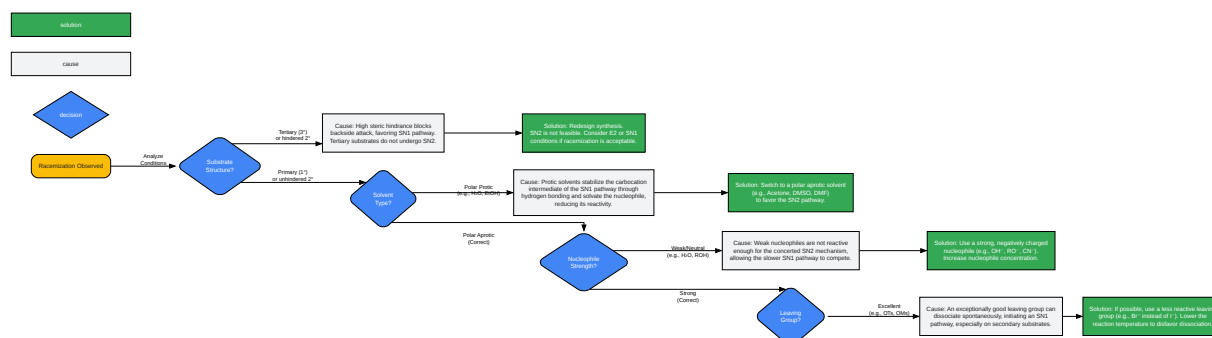 solution
cause
decision
Racemization Observed
Analyze
Conditions
Substrate
Structure?
Tertiary (3°)
or hindered 2°
Cause: High steric hindrance blocks
backside attack, favoring SN1 pathway.
Tertiary substrates do not undergo SN2.
Solution: Redesign synthesis.
SN2 is not feasible. Consider E2 or SN1
conditions if racemization is acceptable.
Primary (1°)
or unhindered 2°
Solvent
Type?
Polar Protic
(e.g., H₂O, EtOH)
Cause: Protic solvents stabilize the carbocation
intermediate of the SN1 pathway through
hydrogen bonding and solvate the nucleophile,
reducing its reactivity.
Solution: Switch to a polar aprotic solvent
(e.g., Acetone, DMSO, DMF)
to favor the SN2 pathway.
Polar Aprotic
(Correct)
Nucleophile
Strength?
Weak/Neutral
(e.g., H₂O, ROH)
Cause: Weak nucleophiles are not reactive
enough for the concerted SN2 mechanism,
allowing the slower SN1 pathway to compete.
Solution: Use a strong, negatively charged
nucleophile (e.g., OH⁻, RO⁻, CN⁻).
Increase nucleophile concentration.
Strong
(Correct)
Leaving
Group?
Excellent
(e.g., OTs, OMs)
Cause: An exceptionally good leaving group can
dissociate spontaneously, initiating an SN1
pathway, especially on secondary substrates.
Solution: If possible, use a less reactive leaving
group (e.g., Br⁻ instead of I⁻). Lower the
reaction temperature to disfavor dissociation.